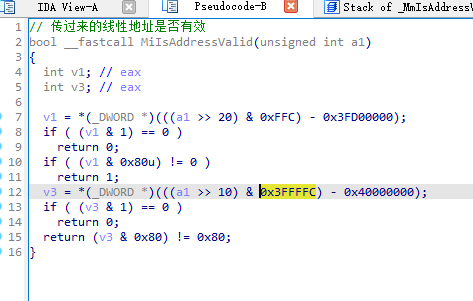 IDA View-A
Pseudocode-B
Stack of _MmIsAddressV
1 // 传过来的线性地址是否有效
2 bool __fastcall MiIsAddressValid(unsigned int a1)
3 {
4 int v1; // eax
5 int v3; // eax
6
7 v1 = *(_DWORD *)(((a1 >> 20) & 0xFFC) - 0x3FD00000);
8 if ( (v1 & 1) == 0 )
9 return 0;
10 if ( (v1 & 0x80u) != 0 )
11 return 1;
12 v3 = *(_DWORD *)(((a1 >> 10) & 0x3FFFFC) - 0x40000000);
13 if ( (v3 & 1) == 0 )
14 return 0;
15 return (v3 & 0x80) != 0x80;
16 }